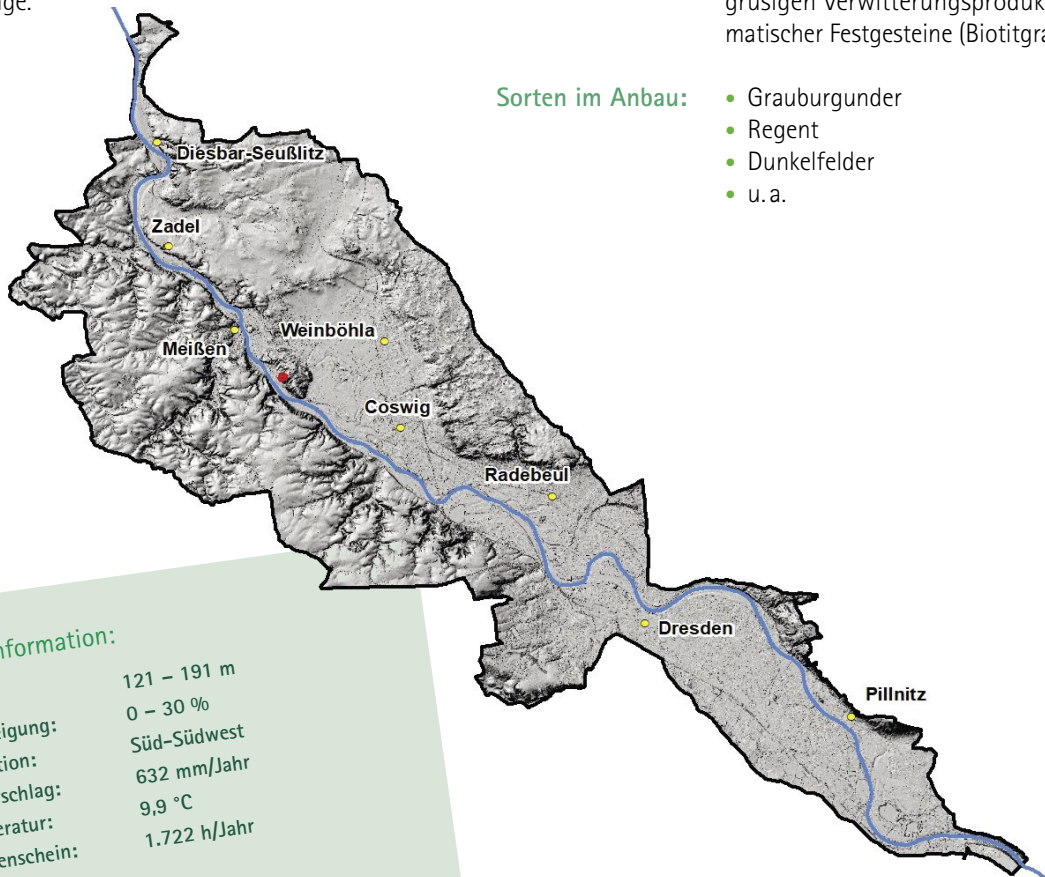 ge.
grusigen Verwitterungsproduk
matischer Festgesteine (Biotitgra
Sorten im Anbau:
• Grauburgunder
• Regent
• Dunkelfelder
• u. a.
Diesbar-Seußlitz
Zadel
Weinböhla
Meißen
Coswig
Radebeul
Dresden
Pillnitz
nformation:
121 – 191 m
eigung: 0 – 30 %
tion: Süd-Südwest
rschlag: 632 mm/Jahr
eratur: 9,9 °C
enschein: 1.722 h/Jahr